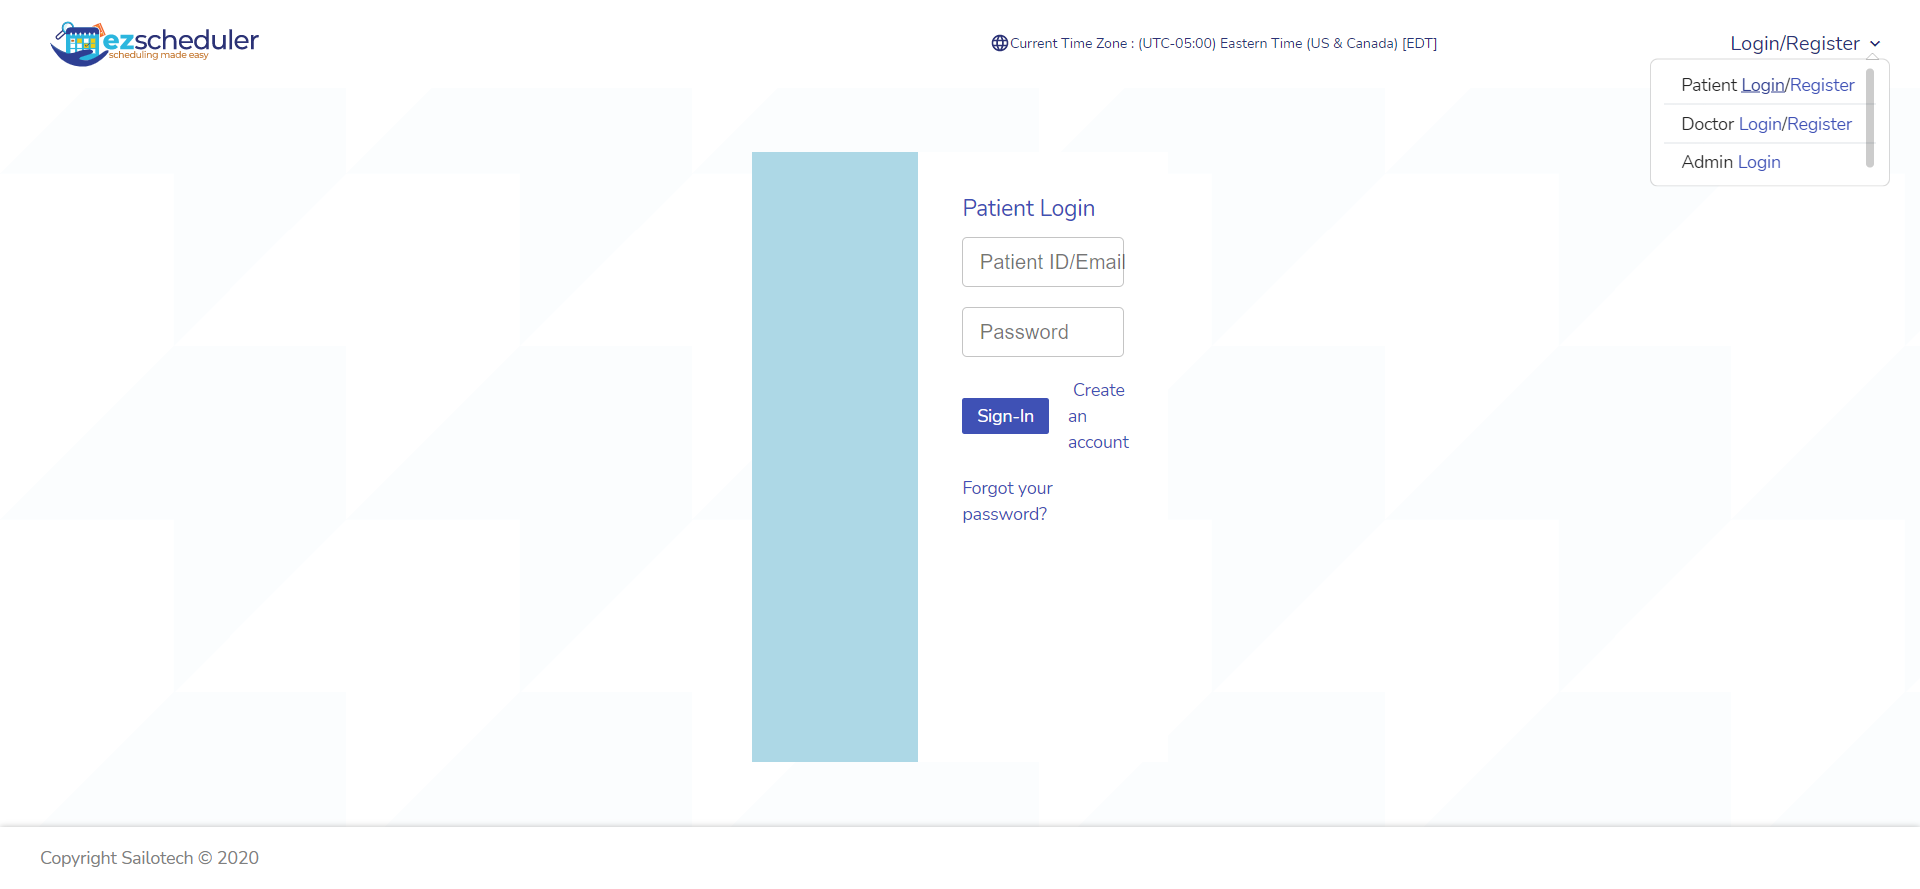 ezscheduler
scheduling made easy
Current Time Zone : (UTC-05:00) Eastern Time (US & Canada) [EDT]
Login/Register
Patient Login/Register
Doctor Login/Register
Admin Login
Patient Login
Patient ID/Email
Password
Sign-In
Create
an
account
Forgot your
password?
Copyright Sailotech © 2020